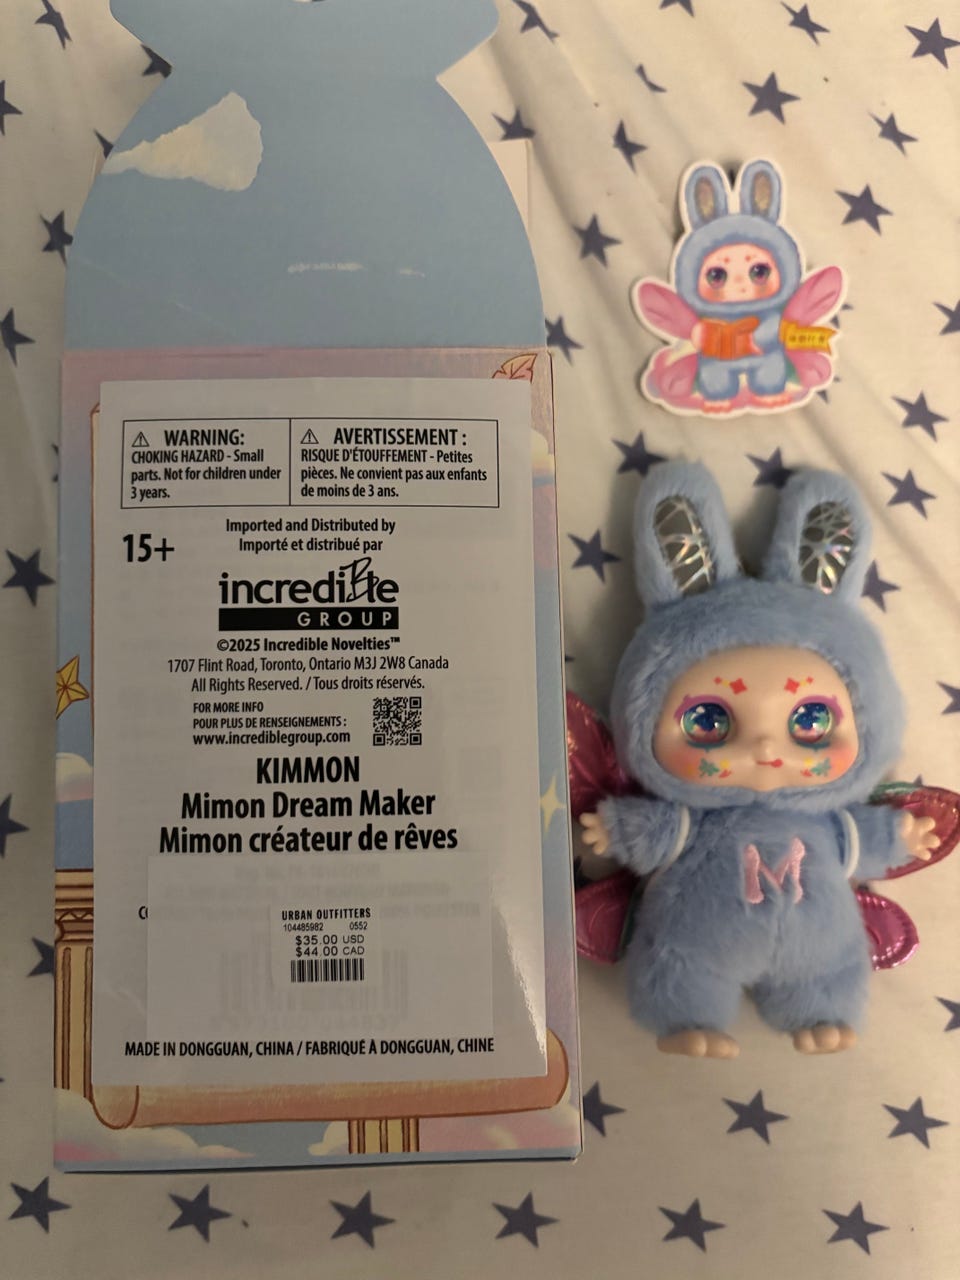 WARNING:
CHOKING HAZARD - Small
parts. Not for children under
3 years.
AVERTISSEMENT :
RISQUE D'ÉTOUFFEMENT - Petites
pièces. Ne convient pas aux enfants
de moins de 3 ans.
15+
Imported and Distributed by
Importé et distribué par
incredible
GROUP
©2025 Incredible Novelties™
1707 Flint Road, Toronto, Ontario M3J 2W8 Canada
All Rights Reserved. / Tous droits réservés.
FOR MORE INFO
POUR PLUS DE RENSEIGNEMENTS :
www.incrediblegroup.com
KIMMON
Mimon Dream Maker
Mimon créateur de rêves
URBAN OUTFITTERS
104485982 0552
$35.00 USD
$44.00 CAD
MADE IN DONGGUAN, CHINA / FABRIQUÉ À DONGGUAN, CHINE
M